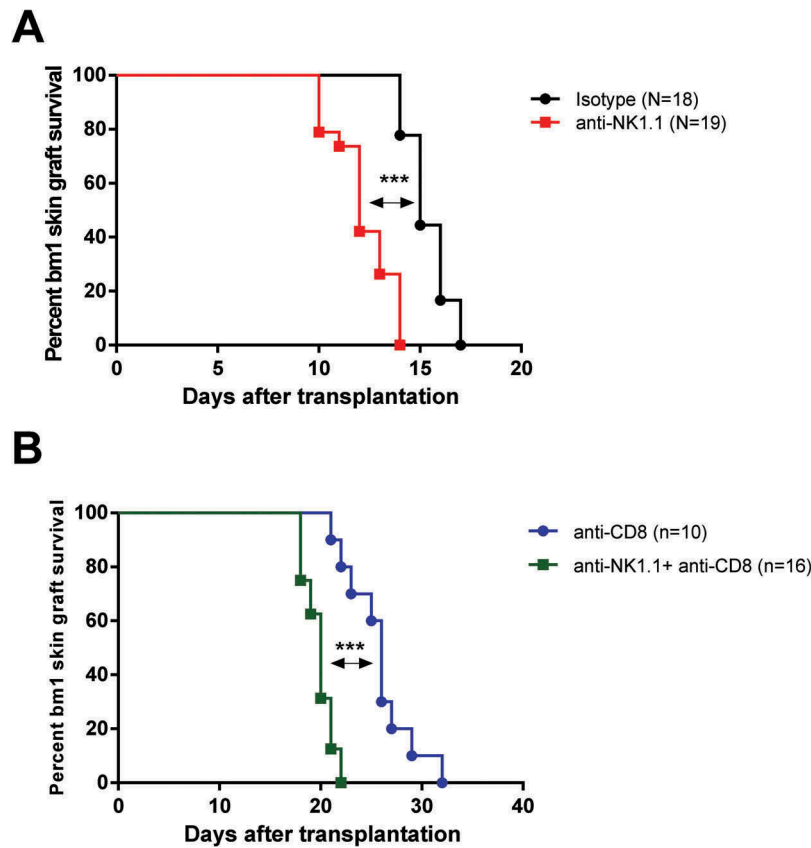 A
Percent bm1 skin graft survival
100
80
60
40
20
0
***
0 5 10 15 20
Days after transplantation
Isotype (N=18)
anti-NK1.1 (N=19)
B
Percent bm1 skin graft survival
100
80
60
40
20
0
***
0 10 20 30 40
Days after transplantation
anti-CD8 (n=10)
anti-NK1.1+ anti-CD8 (n=16)